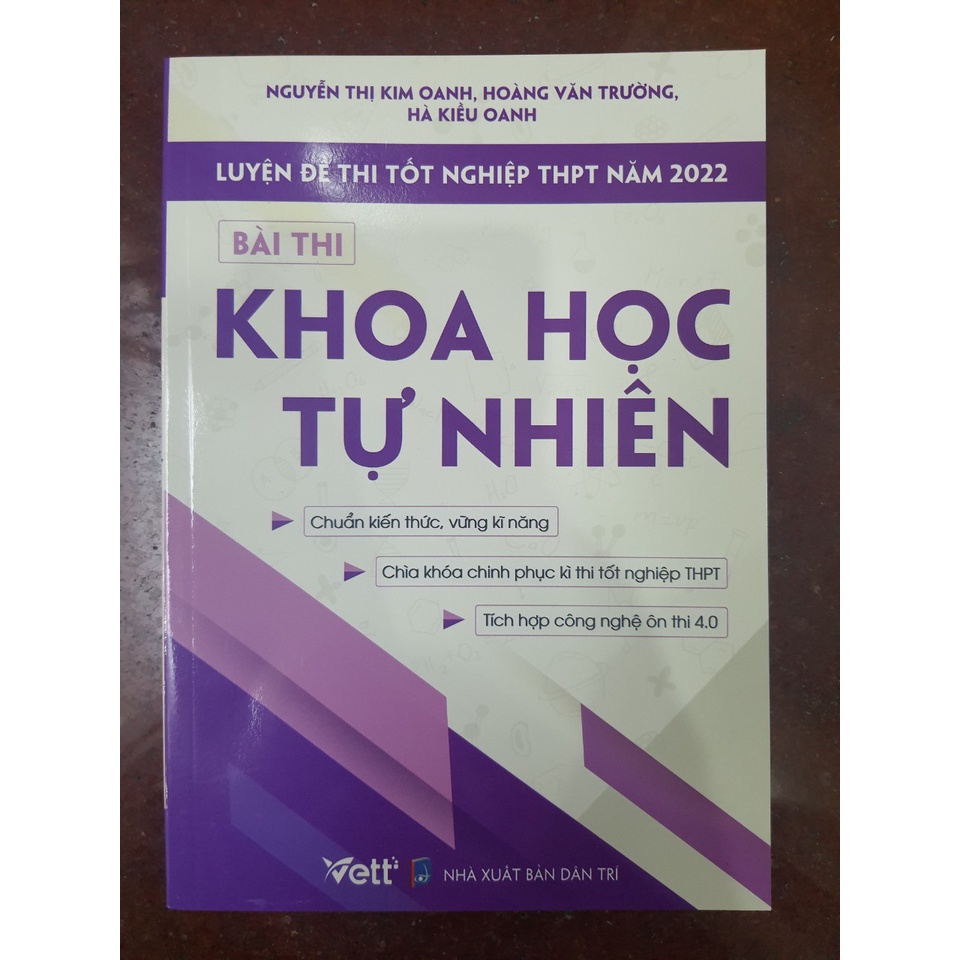 NGUYỄN THỊ KIM OANH, HOÀNG VĂN TRƯỜNG,
HÀ KIỀU OANH
LUYỆN ĐỀ THI TỐT NGHIỆP THPT NĂM 2022
BÀI THI
KHOA HỌC
TỰ NHIÊN
Chuẩn kiến thức, vững kĩ năng
Chìa khóa chinh phục kì thi tốt nghiệp THPT
Tích hợp công nghệ ôn thi 4.0
Vett
NHÀ XUẤT BẢN DÂN TRÍ